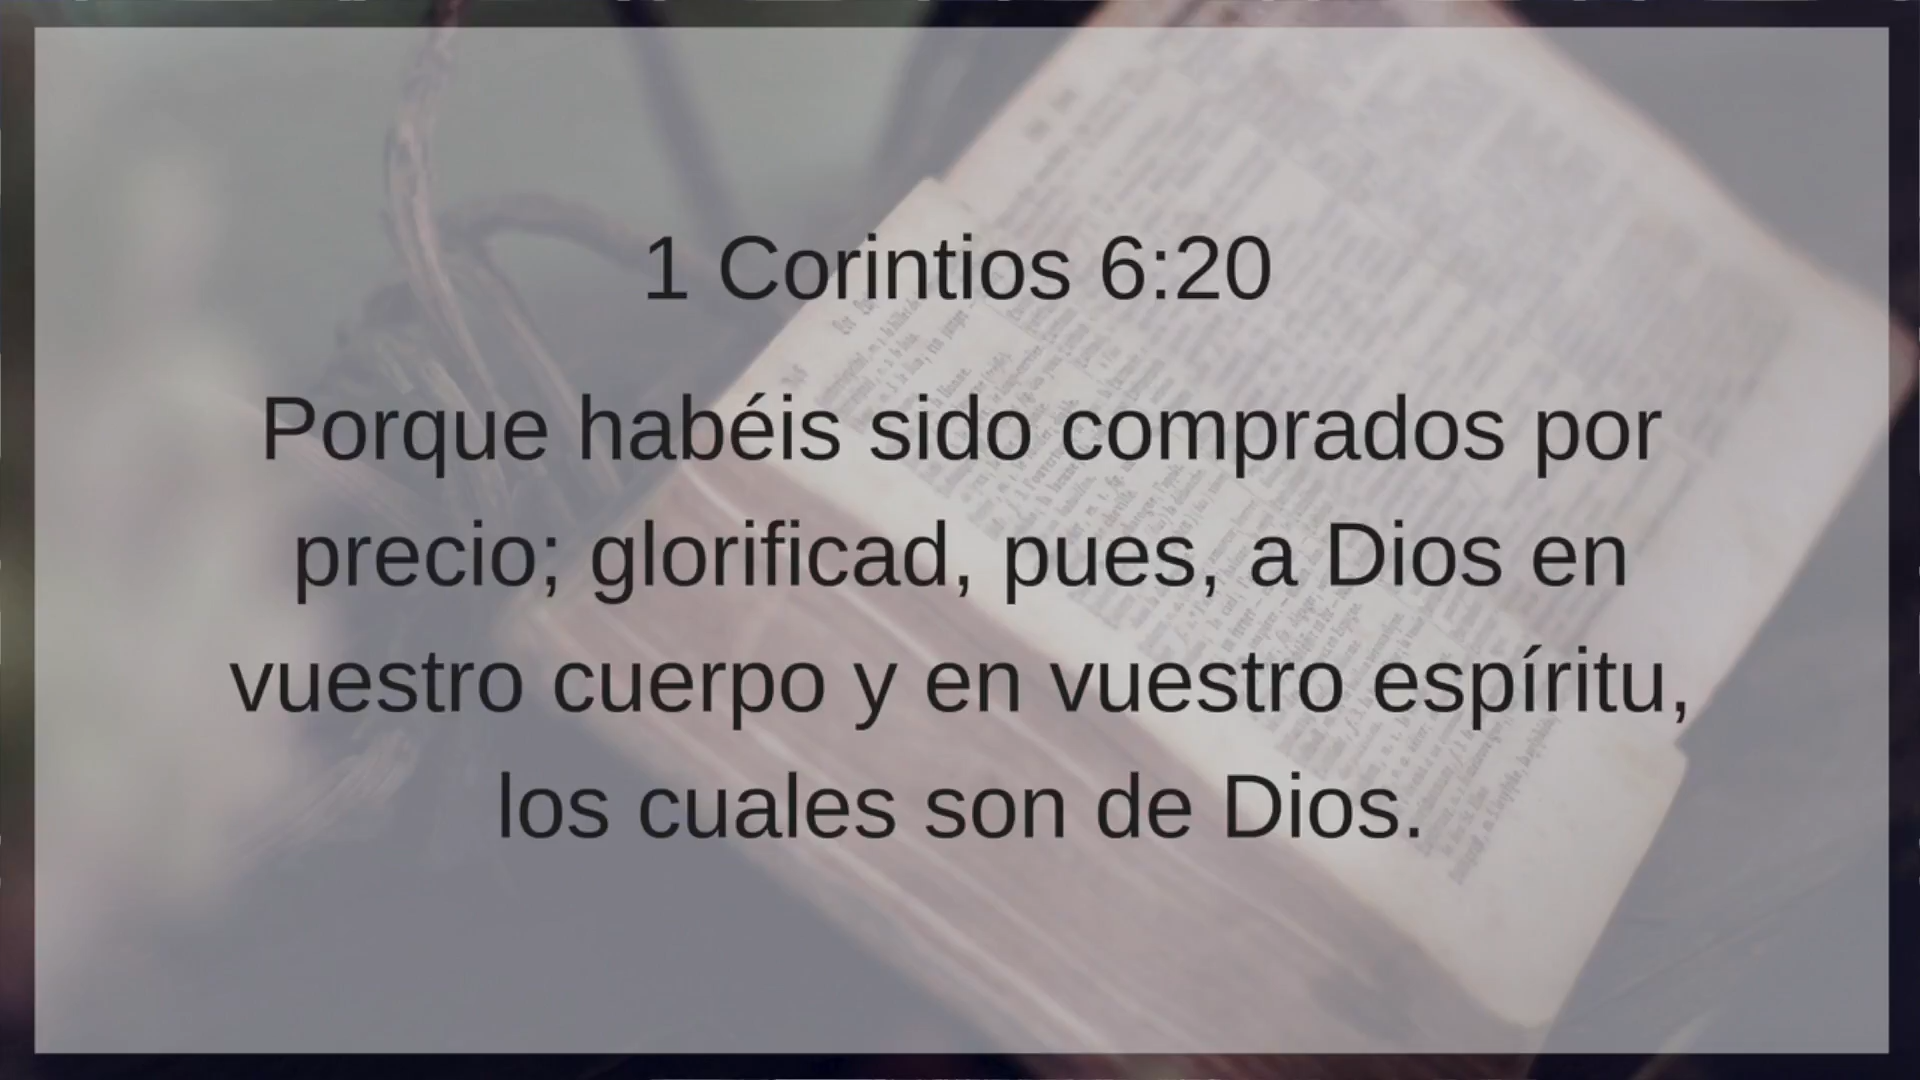 1 Corintios 6:20
Porque habéis sido comprados por
precio; glorificad, pues, a Dios en
vuestro cuerpo y en vuestro espíritu,
los cuales son de Dios.